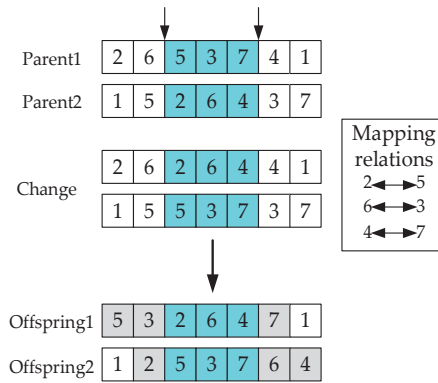 Parent1 2 6 5 3 7 4 1
Parent2 1 5 2 6 4 3 7
Change
2 6 2 6 4 4 1
1 5 5 3 7 3 7
Mapping
relations
2 5
6 3
4 7
Offspring1 5 3 2 6 4 7 1
Offspring2 1 2 5 3 7 6 4